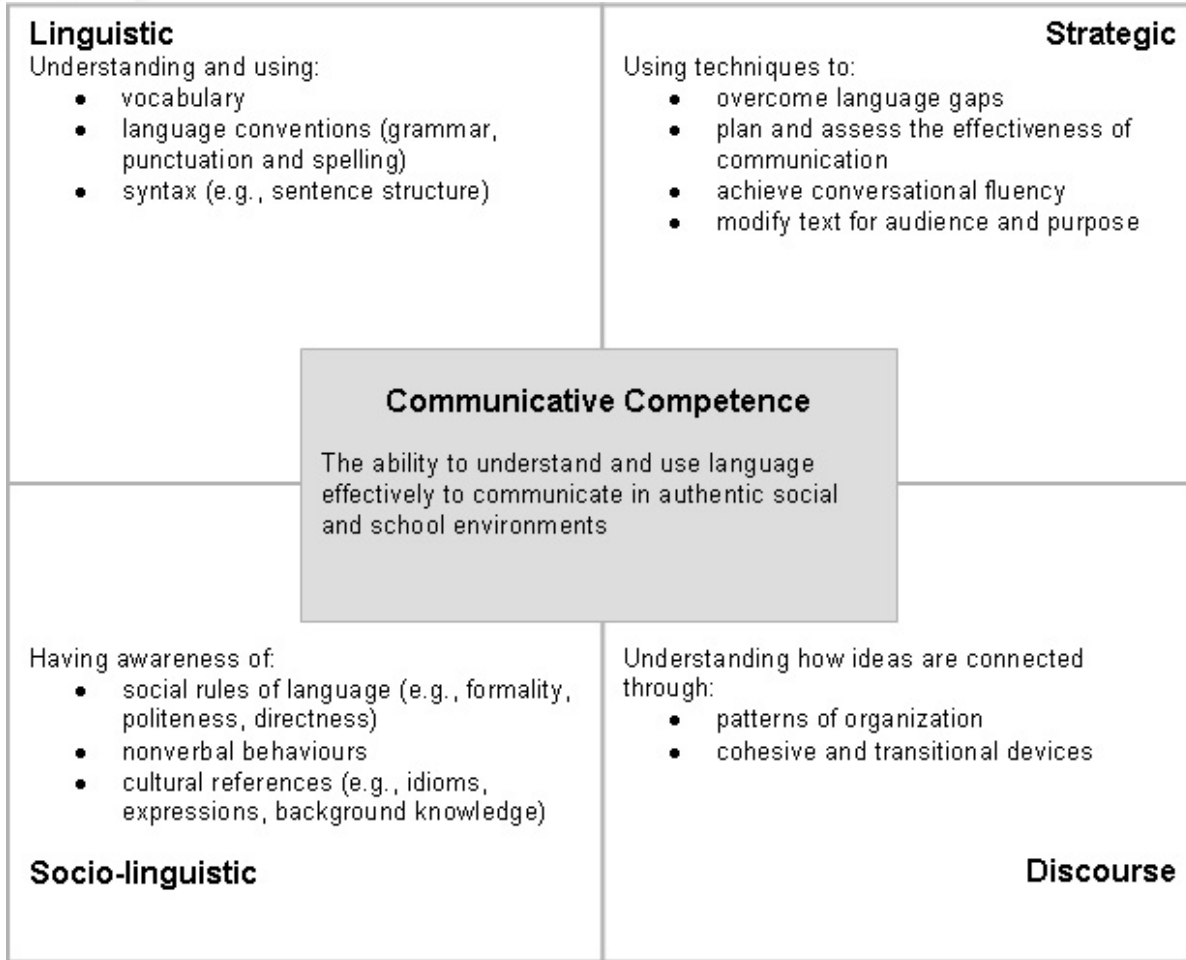 Linguistic
Understanding and using:
● vocabulary
● language conventions (grammar,
punctuation and spelling)
● syntax (e.g., sentence structure)
Strategic
Using techniques to:
● overcome language gaps
● plan and assess the effectiveness of
communication
● achieve conversational fluency
● modify text for audience and purpose
Communicative Competence
The ability to understand and use language
effectively to communicate in authentic social
and school environments
Having awareness of:
● social rules of language (e.g., formality,
politeness, directness)
● nonverbal behaviours
● cultural references (e.g., idioms,
expressions, background knowledge)
Socio-linguistic
Understanding how ideas are connected
through:
● patterns of organization
● cohesive and transitional devices
Discourse